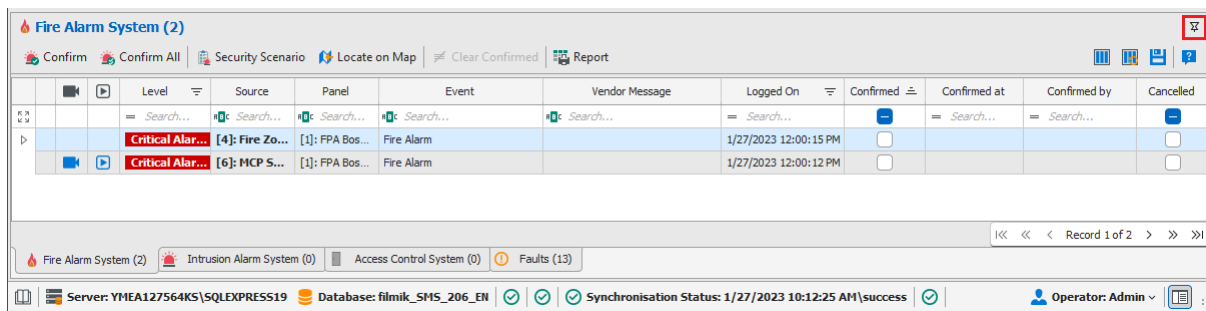 Fire Alarm System (2)
Confirm Confirm All Security Scenario Locate on Map Clear Confirmed Report
Level Source Panel Event Vendor Message Logged On Confirmed Confirmed at Confirmed by Cancelled
= Search... ABC Search... ABC Search... ABC Search... ABC Search... = Search... = Search... = Search...
Critical Alar... [4]: Fire Zo... [1]: FPA Bos... Fire Alarm 1/27/2023 12:00:15 PM
Critical Alar... [6]: MCP S... [1]: FPA Bos... Fire Alarm 1/27/2023 12:00:12 PM
Record 1 of 2
Fire Alarm System (2) Intrusion Alarm System (0) Access Control System (0) Faults (13)
Server: YMEA127564KS\SQLEXPRESS19 Database: filmik_SMS_206_EN Synchronisation Status: 1/27/2023 10:12:25 AM\success Operator: Admin